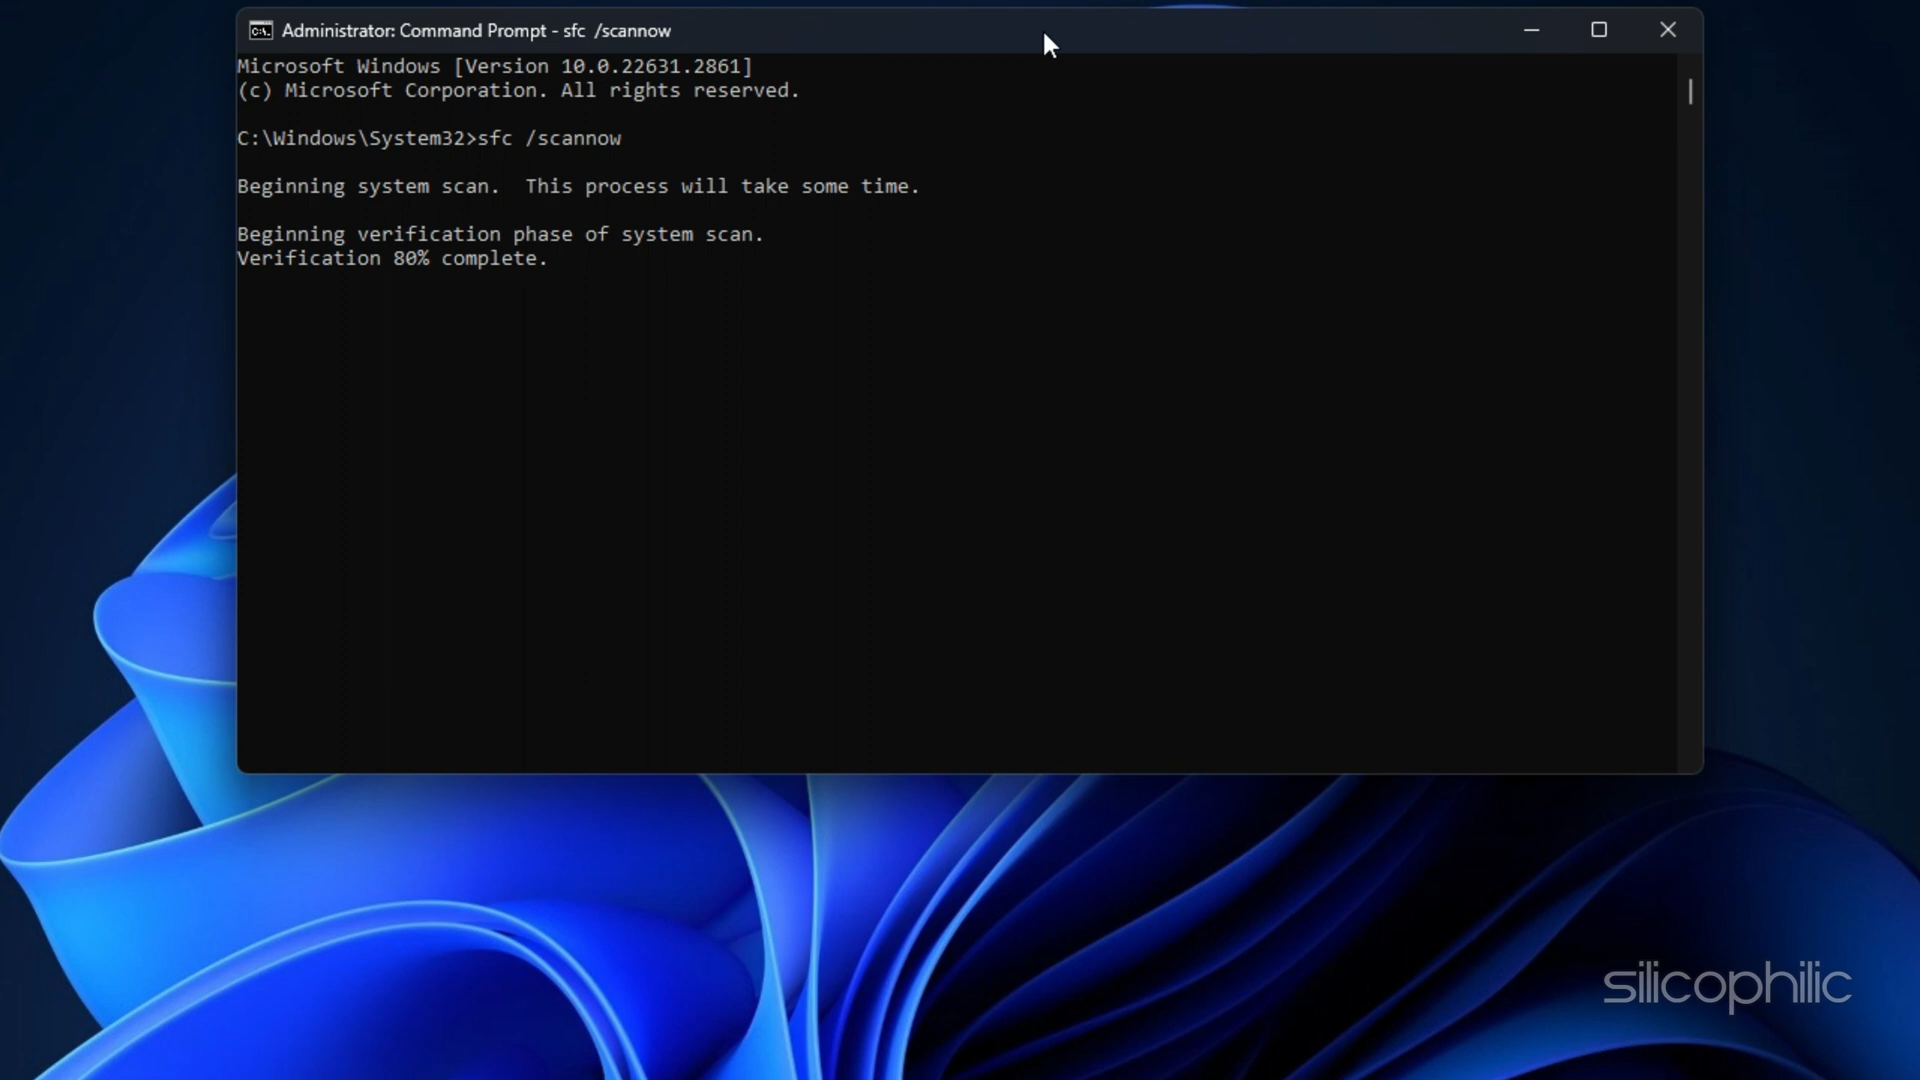 Administrator: Command Prompt - sfc  /scannow
Microsoft Windows [Version 10.0.22631.2861]
(c) Microsoft Corporation. All rights reserved.
C:\Windows\System32>sfc /scannow
Beginning system scan.  This process will take some time.
Beginning verification phase of system scan.
Verification 80% complete.
silicophilic